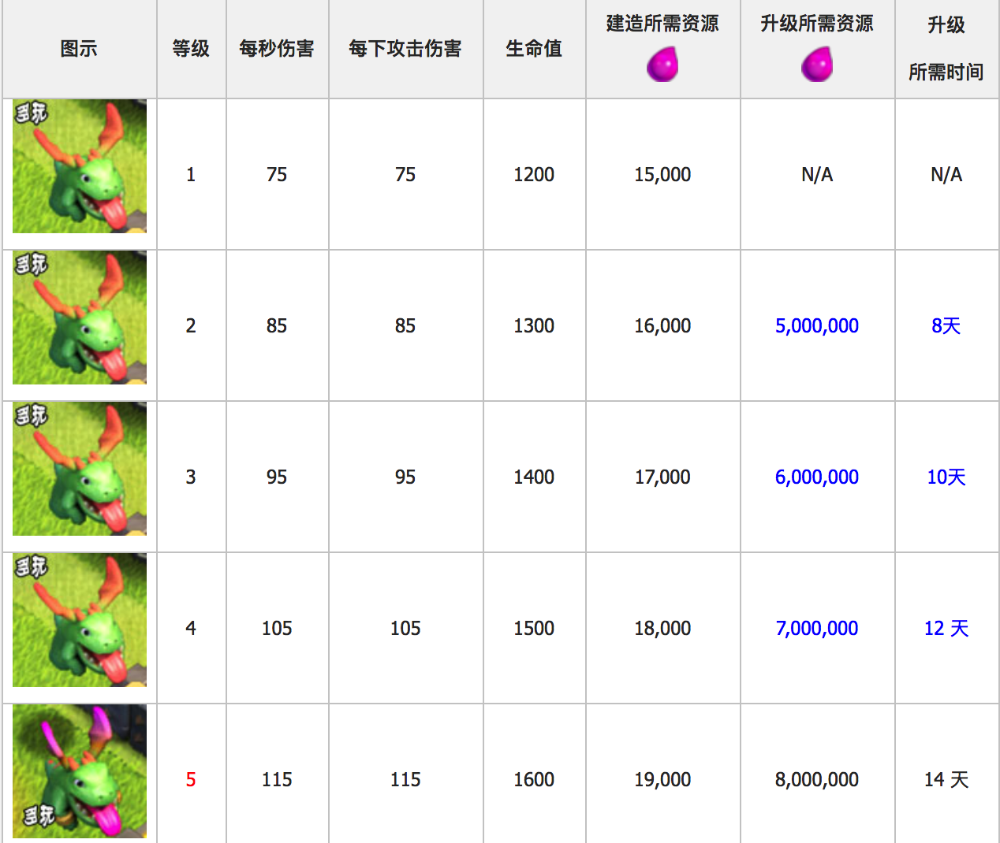 图示 等级 每秒伤害 每下攻击伤害 生命值 建造所需资源 升级所需资源 升级
所需时间
多玩
1 75 75 1200 15,000 N/A N/A
多玩
2 85 85 1300 16,000 5,000,000 8天
多玩
3 95 95 1400 17,000 6,000,000 10天
多玩
4 105 105 1500 18,000 7,000,000 12 天
5 115 115 1600 19,000 8,000,000 14 天
多玩